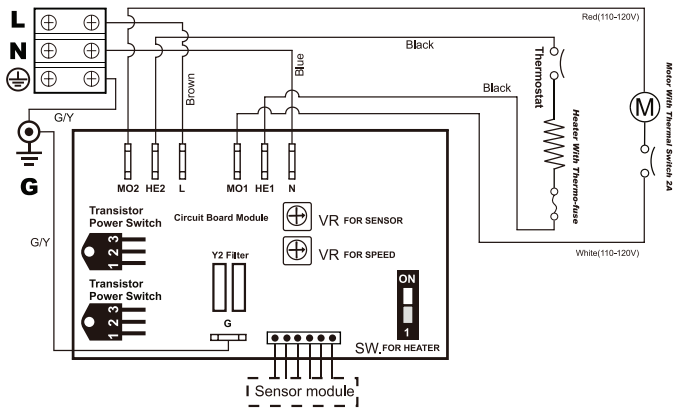 L
N
G/Y
G
G/Y
Brown
Blue
Black
Black
Red(110-120V)
White(110-120V)
Thermostat
Heater With Thermo-fuse
M
Motor With Thermal Switch 2A
MO2 HE2 L MO1 HE1 N
Circuit Board Module
VR FOR SENSOR
VR FOR SPEED
Transistor
Power Switch
1 2 3
Transistor
Power Switch
1 2 3
Y2 Filter
G
ON
1
SW. FOR HEATER
Sensor module